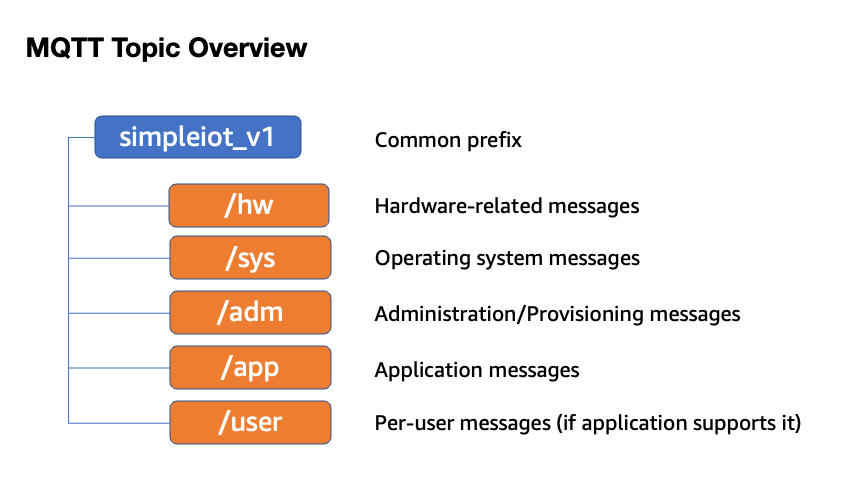 MQTT Topic Overview
simpleiot_v1 Common prefix
/hw Hardware-related messages
/sys Operating system messages
/adm Administration/Provisioning messages
/app Application messages
/user Per-user messages (if application supports it)